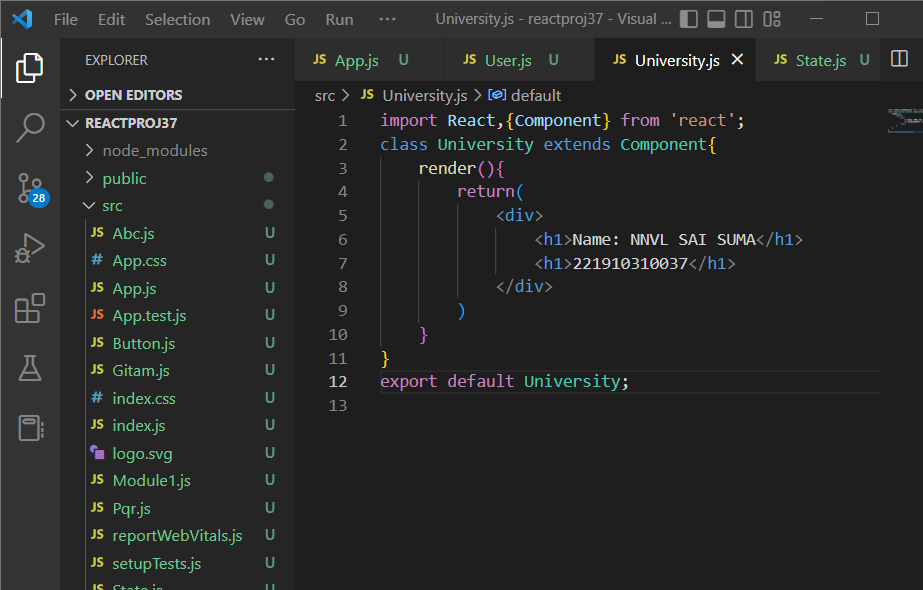 File Edit Selection View Go Run ··· University.js - reactproj37 - Visual ...
EXPLORER ···
OPEN EDITORS
REACTPROJ37
node_modules
public
src
JS Abc.js U
# App.css U
JS App.js U
JS App.test.js U
JS Button.js U
JS Gitam.js U
# index.css U
JS index.js U
logo.svg U
JS Module1.js U
JS Pqr.js U
JS reportWebVitals.js U
JS setupTests.js U
JS State.js U
28
JS App.js U JS User.js U JS University.js JS State.js U
src > JS University.js > default
1 import React,{Component} from 'react';
2 class University extends Component{
3 render(){
4 return(
5 <div>
6 <h1>Name: NNVL SAI SUMA</h1>
7 <h1>221910310037</h1>
8 </div>
9 )
10 }
11 }
12 export default University;
13